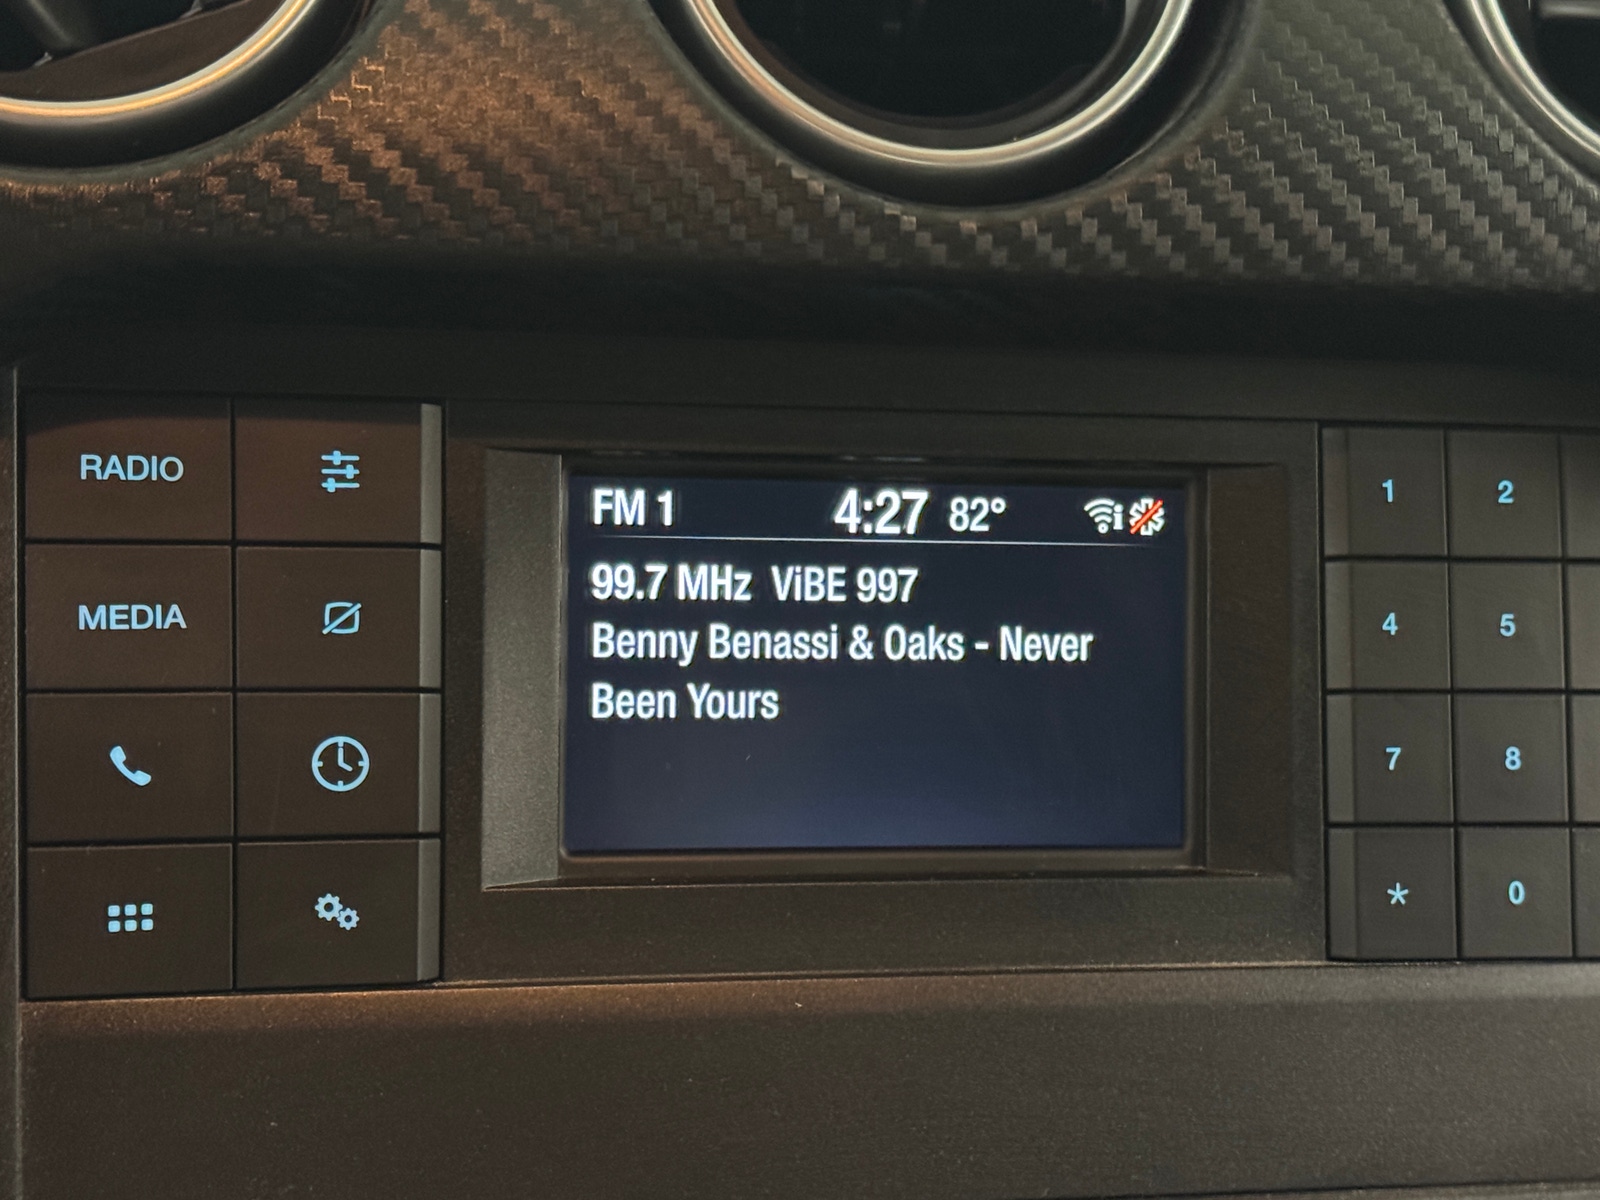 RADIO
MEDIA
FM 1 4:27 82°
99.7 MHz ViBE 997
Benny Benassi & Oaks - Never
Been Yours
1 2
4 5
7 8
* 0